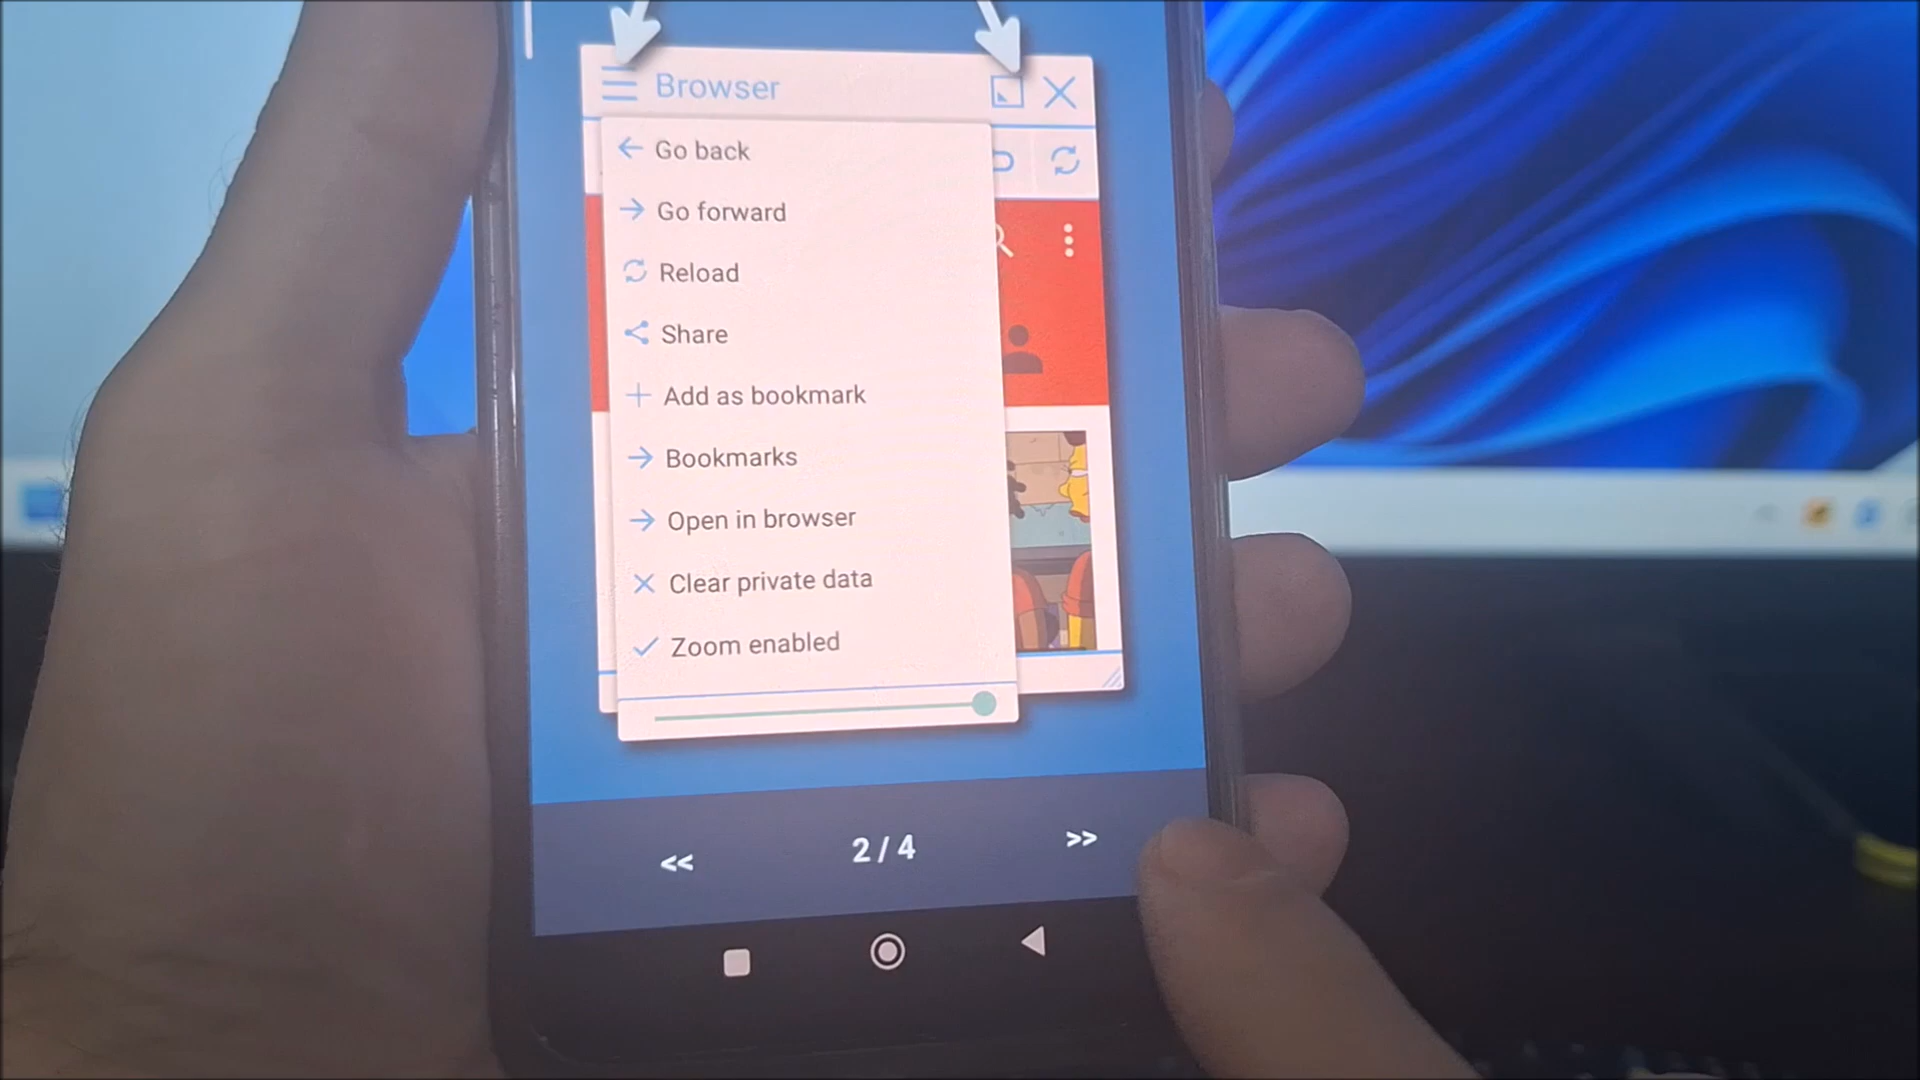 Browser
Go back
Go forward
Reload
Share
Add as bookmark
Bookmarks
Open in browser
Clear private data
Zoom enabled
<< 2 / 4 >>